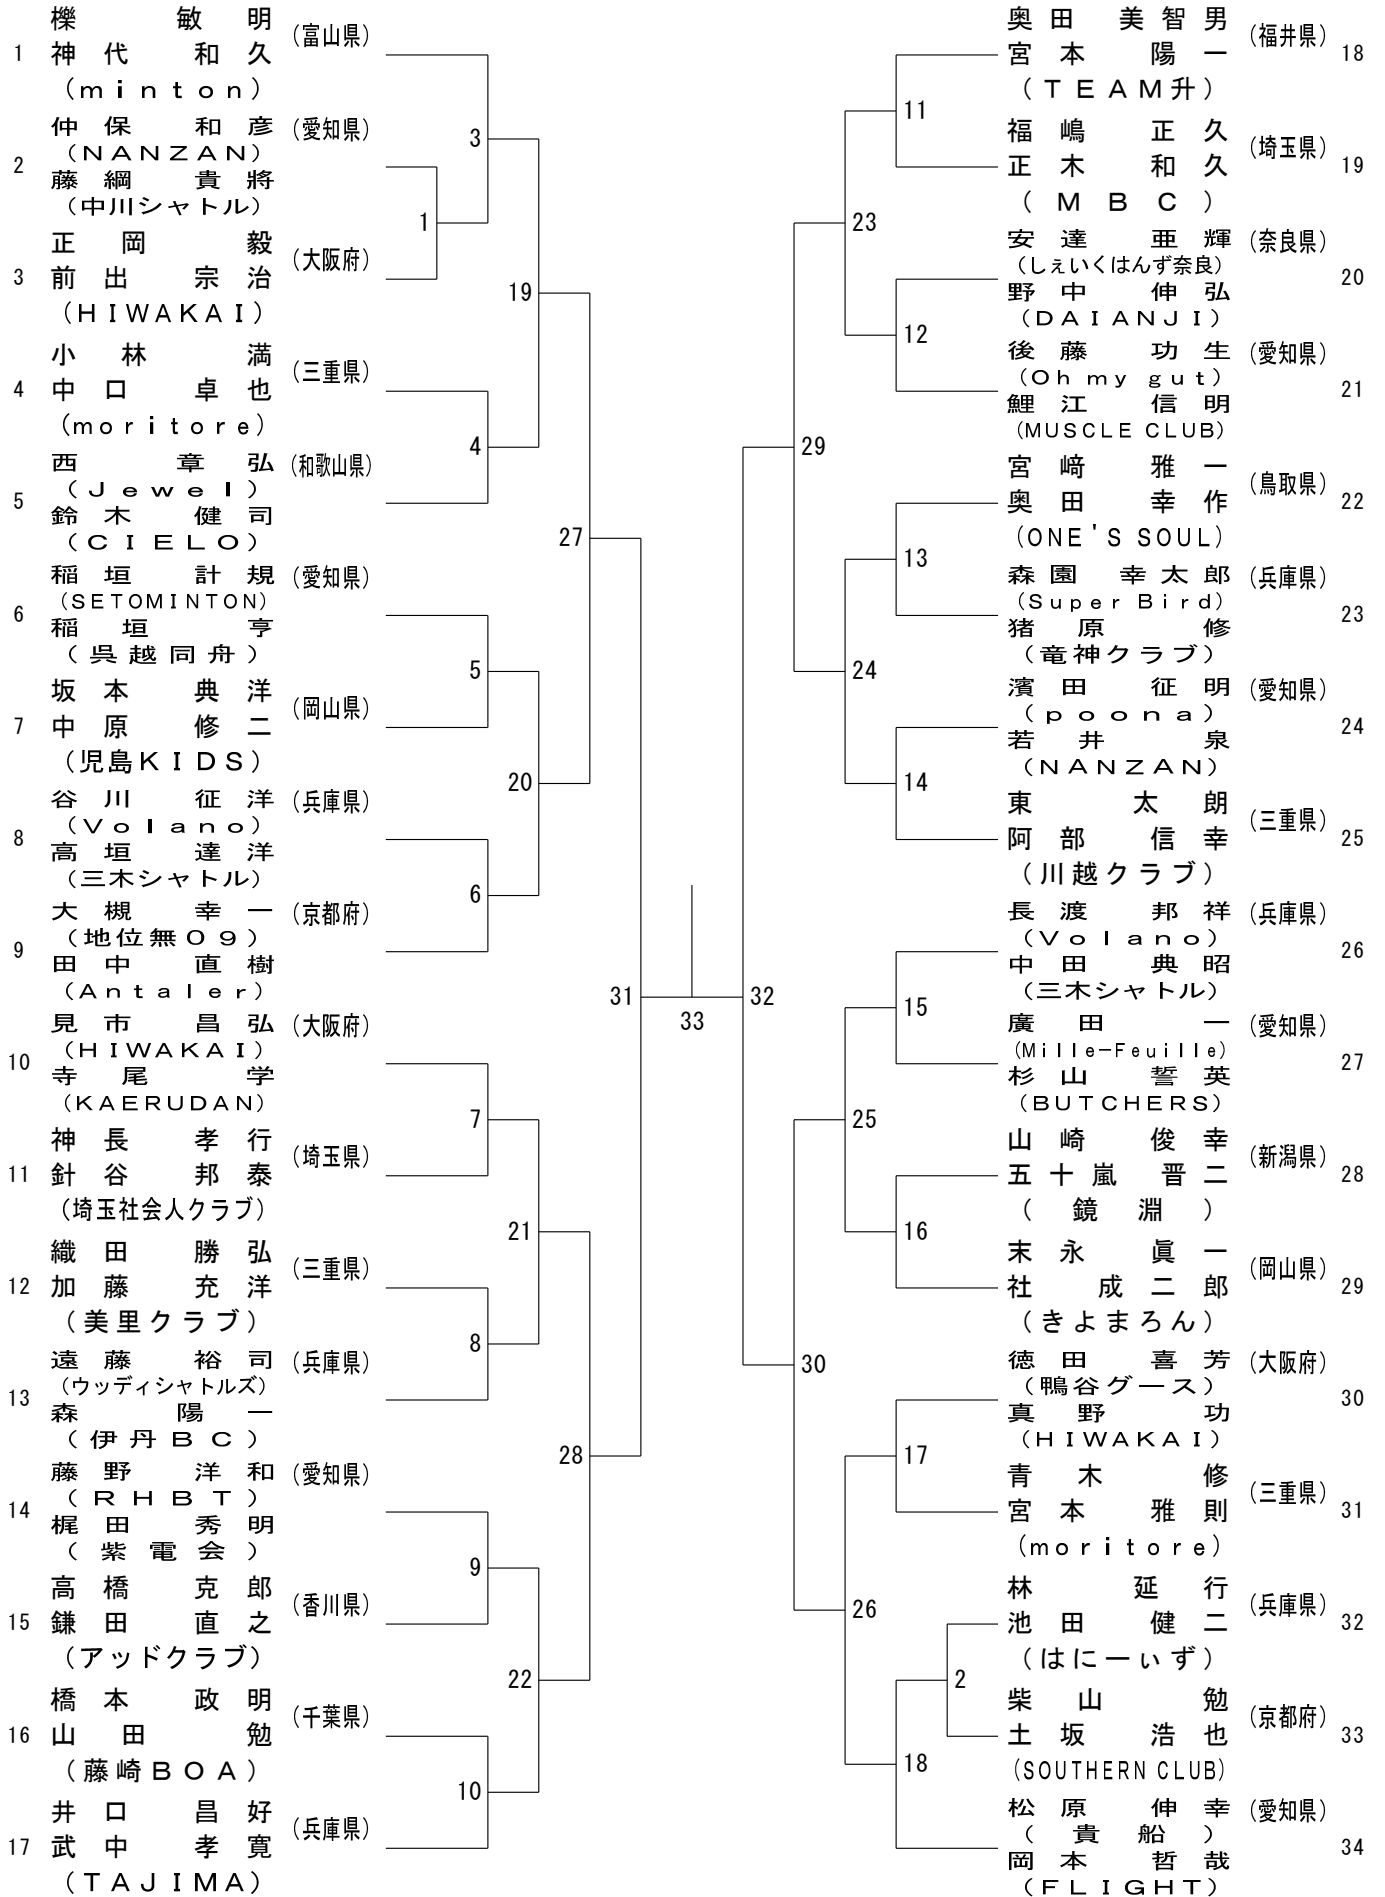 櫟　敏明
(富山県)
1 神代　和久
(minton)
仲保　和彦 (愛知県)
(NANZAN)
2
藤綱　貴將
(中川シャトル)
正岡　毅
(大阪府)
3 前出　宗治
(HIWAKAI)
小林　満
(三重県)
4 中口　卓也
(moritore)
西　章弘 (和歌山県)
(Jewel)
5
鈴木　健司
(CIELO)
稲垣　計規 (愛知県)
(SETOMINTON)
6
稲垣　亨
(呉越同舟)
坂本　典洋
(岡山県)
7 中原　修二
(児島KIDS)
谷川　征洋 (兵庫県)
(Volano)
8
高垣　達洋
(三木シャトル)
大槻　幸一 (京都府)
(地位無09)
9
田中　直樹
(Antaler)
見市　昌弘 (大阪府)
(HIWAKAI)
10
寺尾　学
(KAERUDAN)
神長　孝行
(埼玉県)
11 針谷　邦泰
(埼玉社会人クラブ)
織田　勝弘
(三重県)
12 加藤　充洋
(美里クラブ)
遠藤　裕司 (兵庫県)
(ウッディシャトルズ)
13
森　陽一
(伊丹BC)
藤野　洋和 (愛知県)
(RHBT)
14
梶田　秀明
(紫電会)
高橋　克郎
(香川県)
15 鎌田　直之
(アッドクラブ)
橋本　政明
(千葉県)
16 山田　勉
(藤崎BOA)
井口　昌好
(兵庫県)
17 武中　孝寛
(TAJIMA)
1
3
4
5
6
7
8
9
10
19
20
21
22
27
28
31
33
32
29
30
23
24
25
26
11
12
13
14
15
16
17
2
18
奥田　美智男
(福井県)
宮本　陽一 18
(TEAM升)
福嶋　正久
(埼玉県)
正木　和久 19
(MBC)
安達　亜輝 (奈良県)
(しぇいくはんず奈良)
20
野中　伸弘
(DAIANJI)
後藤　功生 (愛知県)
(Oh my gut)
21
鯉江　信明
(MUSCLE CLUB)
宮﨑　雅一
(鳥取県)
奥田　幸作 22
(ONE'S SOUL)
森園　幸太郎 (兵庫県)
(Super Bird)
23
猪原　修
(竜神クラブ)
濱田　征明 (愛知県)
(poona)
24
若井　泉
(NANZAN)
東　太朗
(三重県)
阿部　信幸 25
(川越クラブ)
長渡　邦祥 (兵庫県)
(Volano)
26
中田　典昭
(三木シャトル)
廣田　一 (愛知県)
(Mille-Feuille)
27
杉山　誓英
(BUTCHERS)
山崎　俊幸
(新潟県)
五十嵐　晋二 28
(鏡淵)
末永　眞一
(岡山県)
社　成二郎 29
(きよまろん)
徳田　喜芳 (大阪府)
(鴨谷グース)
30
真野　功
(HIWAKAI)
青木　修
(三重県)
宮本　雅則 31
(moritore)
林　延行
(兵庫県)
池田　健二 32
(はにーぃず)
柴山　勉
(京都府)
土坂　浩也 33
(SOUTHERN CLUB)
松原　伸幸 (愛知県)
(貴船)
34
岡本　哲哉
(FLIGHT)